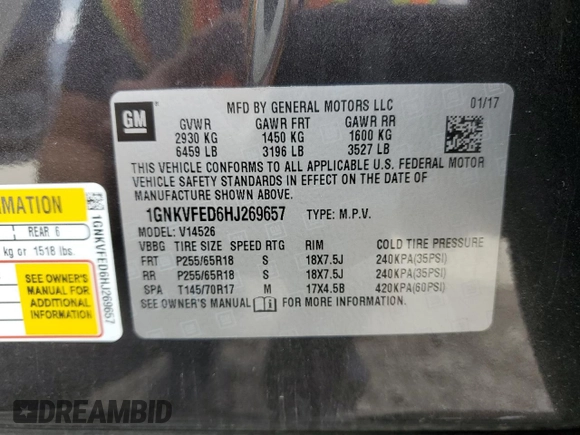 GM
MFD BY GENERAL MOTORS LLC 01/17
GVWR GAWR FRT GAWR RR
2930 KG 1450 KG 1600 KG
6459 LB 3196 LB 3527 LB
THIS VEHICLE CONFORMS TO ALL APPLICABLE U.S. FEDERAL MOTOR
VEHICLE SAFETY STANDARDS IN EFFECT ON THE DATE OF
MANUFACTURE SHOWN ABOVE.
1GNKVFED6HJ269657 TYPE: M.P.V.
MODEL: V14526
VBBG TIRE SIZE SPEED RTG RIM COLD TIRE PRESSURE
FRT P255/65R18 S 18X7.5J 240KPA(35PSI)
RR P255/65R18 S 18X7.5J 240KPA(35PSI)
SPA T145/70R17 M 17X4.5B 420KPA(60PSI)
SEE OWNER'S MANUAL FOR MORE INFORMATION
REAR 6
kg or 1518 lbs.
SEE OWNER'S
MANUAL FOR
ADDITIONAL
INFORMATION
1GNKVFED6HJ269657
DREAMBID